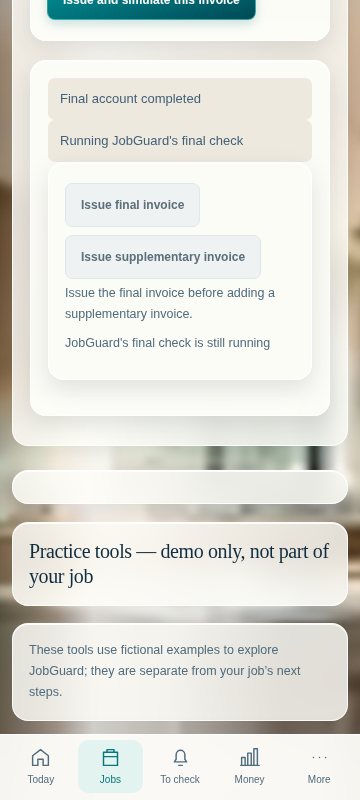 Issue and simulate this invoice
Final account completed
Running JobGuard's final check
Issue final invoice
Issue supplementary invoice
Issue the final invoice before adding a
supplementary invoice.
JobGuard's final check is still running
Practice tools — demo only, not part of
your job
These tools use fictional examples to explore
JobGuard; they are separate from your job's next
steps.
Today
Jobs
To check
Money
More